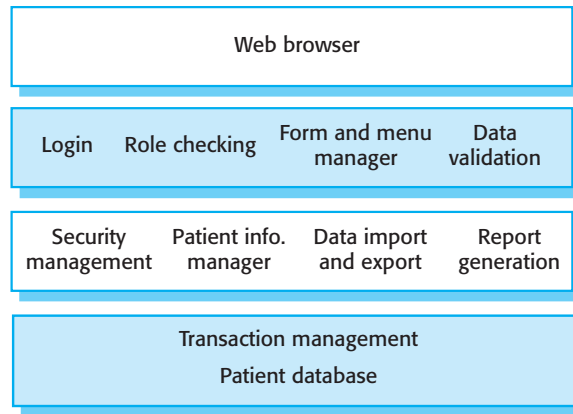 Web browser
Login
Role checking
Form and menu
manager
Data
validation
Security
management
Patient info.
manager
Data import
and export
Report
generation
Transaction management
Patient database